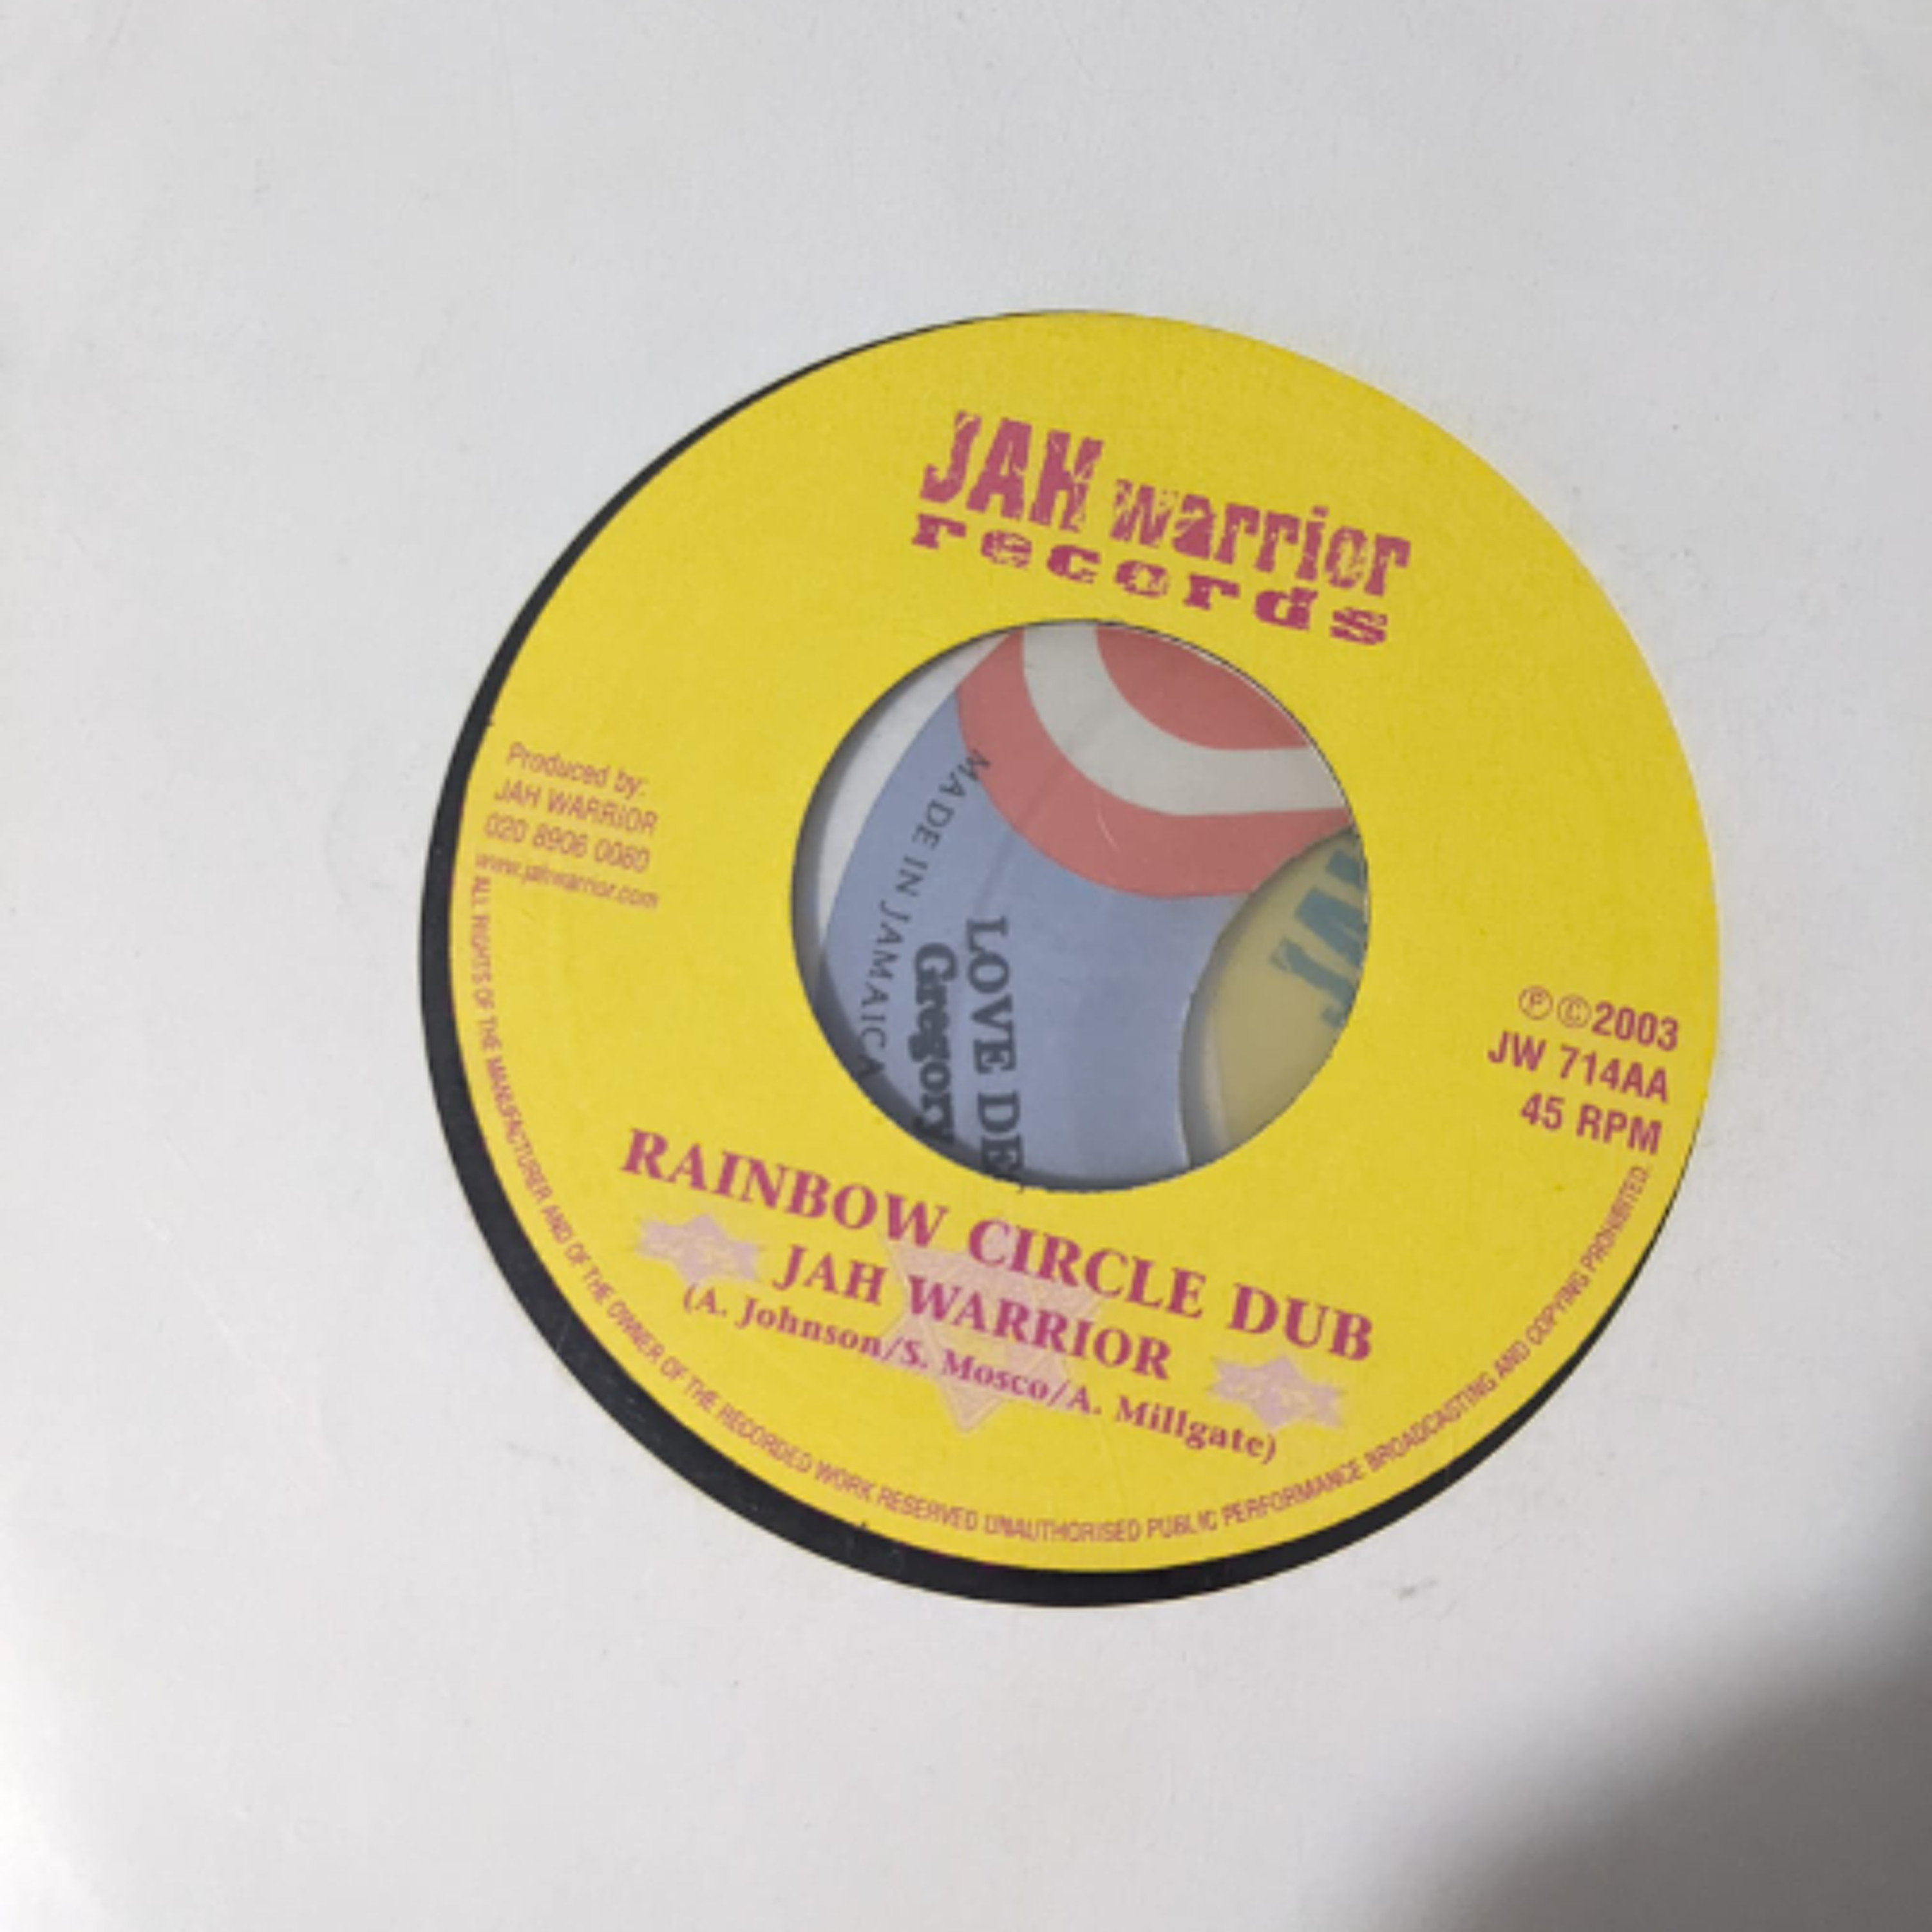 JAH warrior
records
Produced by:
JAH WARRIOR
020 8906 0060
www.jahwarrior.com
℗ ©2003
JW 714AA
45 RPM
RAINBOW CIRCLE DUB
JAH WARRIOR
(A. Johnson/S. Mosco/A. Millgate)
ALL RIGHTS OF THE MANUFACTURER AND OF THE OWNER OF THE RECORDED WORK RESERVED UNAUTHORISED PUBLIC PERFORMANCE BROADCASTING AND COPYING PROHIBITED
MADE IN JAMAICA
LOVE DE
Gregory